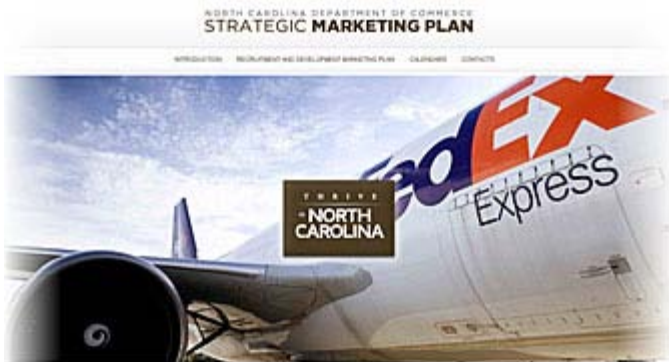 NORTH CAROLINA DEPARTMENT OF COMMERCE
STRATEGIC MARKETING PLAN
INTRODUCTION RECRUITMENT AND DEVELOPMENT MARKETING PLAN CALENDARS CONTACTS
FedEx
Express
THRIVE
IN NORTH
CAROLINA